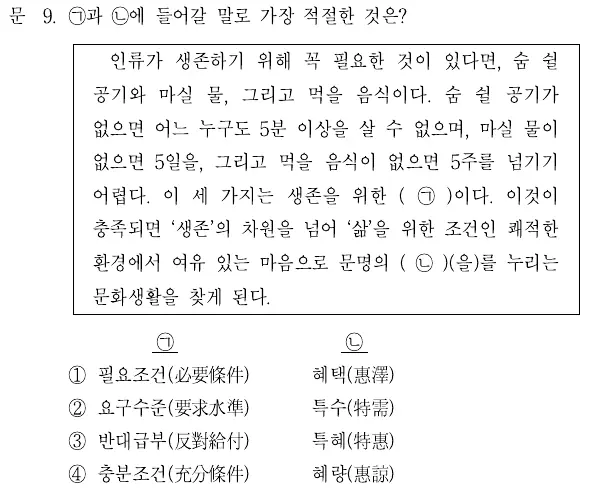 문 9. ㉠과 ㉡에 들어갈 말로 가장 적절한 것은?
인류가 생존하기 위해 꼭 필요한 것이 있다면, 숨 쉴
공기와 마실 물, 그리고 먹을 음식이다. 숨 쉴 공기가
없으면 어느 누구도 5분 이상을 살 수 없으며, 마실 물이
없으면 5일을, 그리고 먹을 음식이 없으면 5주를 넘기기
어렵다. 이 세 가지는 생존을 위한 ( ㉠ )이다. 이것이
충족되면 ‘생존’의 차원을 넘어 ‘삶’을 위한 조건인 쾌적한
환경에서 여유 있는 마음으로 문명의 ( ㉡ )(을)를 누리는
문화생활을 찾게 된다.
㉠ ㉡
① 필요조건(必要條件) 혜택(惠澤)
② 요구수준(要求水準) 특수(特需)
③ 반대급부(反對給付) 특혜(特惠)
④ 충분조건(充分條件) 혜량(惠諒)